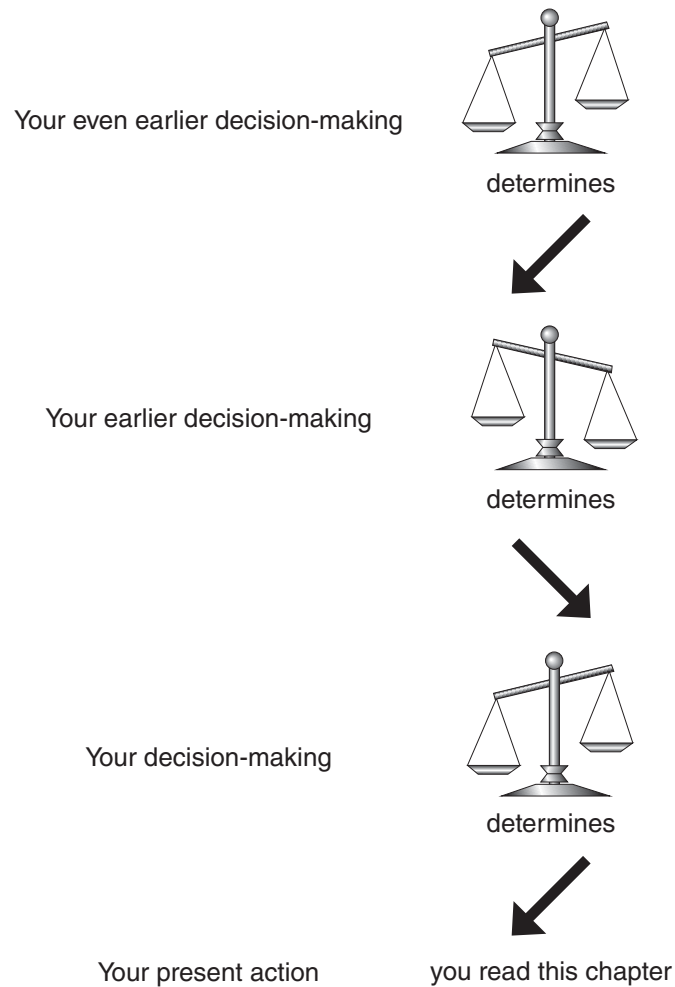 Your even earlier decision-making
determines
Your earlier decision-making
determines
Your decision-making
determines
Your present action
you read this chapter